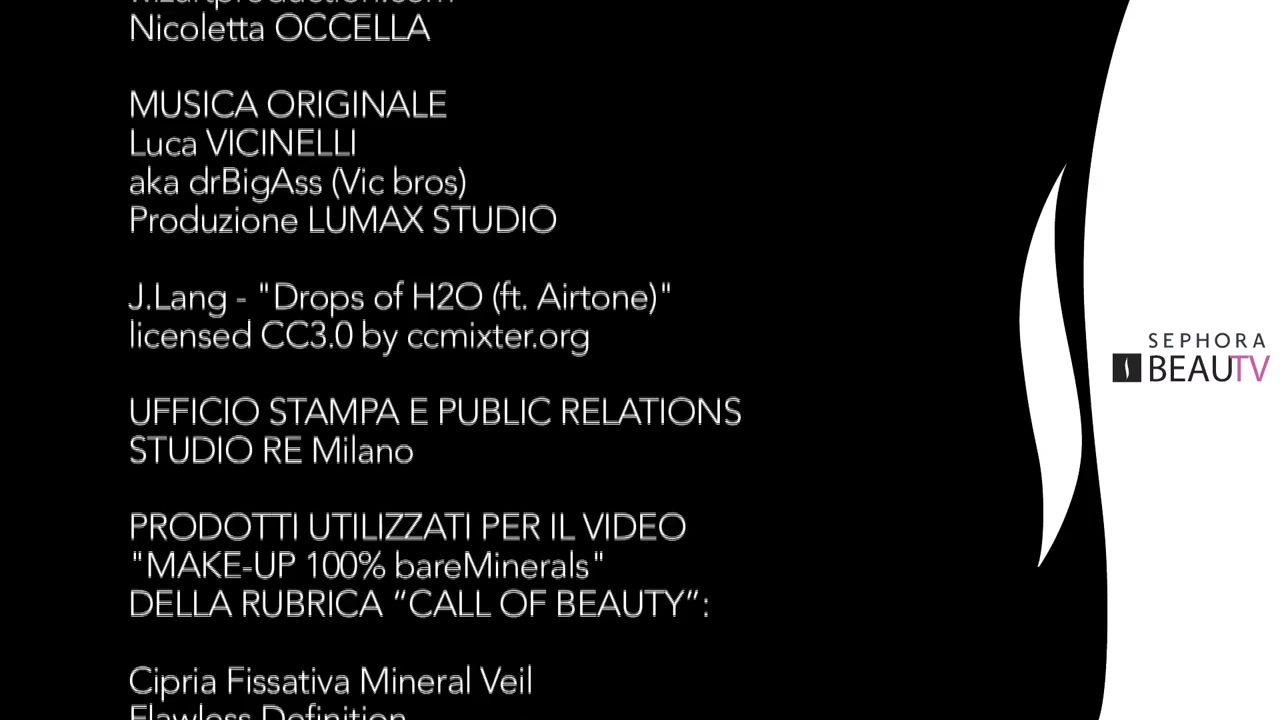 Nicoletta OCCELLA
MUSICA ORIGINALE
Luca VICINELLI
aka drBigAss (Vic bros)
Produzione LUMAX STUDIO
J.Lang - "Drops of H2O (ft. Airtone)"
licensed CC3.0 by ccmixter.org
UFFICIO STAMPA E PUBLIC RELATIONS
STUDIO RE Milano
PRODOTTI UTILIZZATI PER IL VIDEO
"MAKE-UP 100% bareMinerals"
DELLA RUBRICA “CALL OF BEAUTY”:
Cipria Fissativa Mineral Veil
Flawless Definition
SEPHORA
BEAUTV